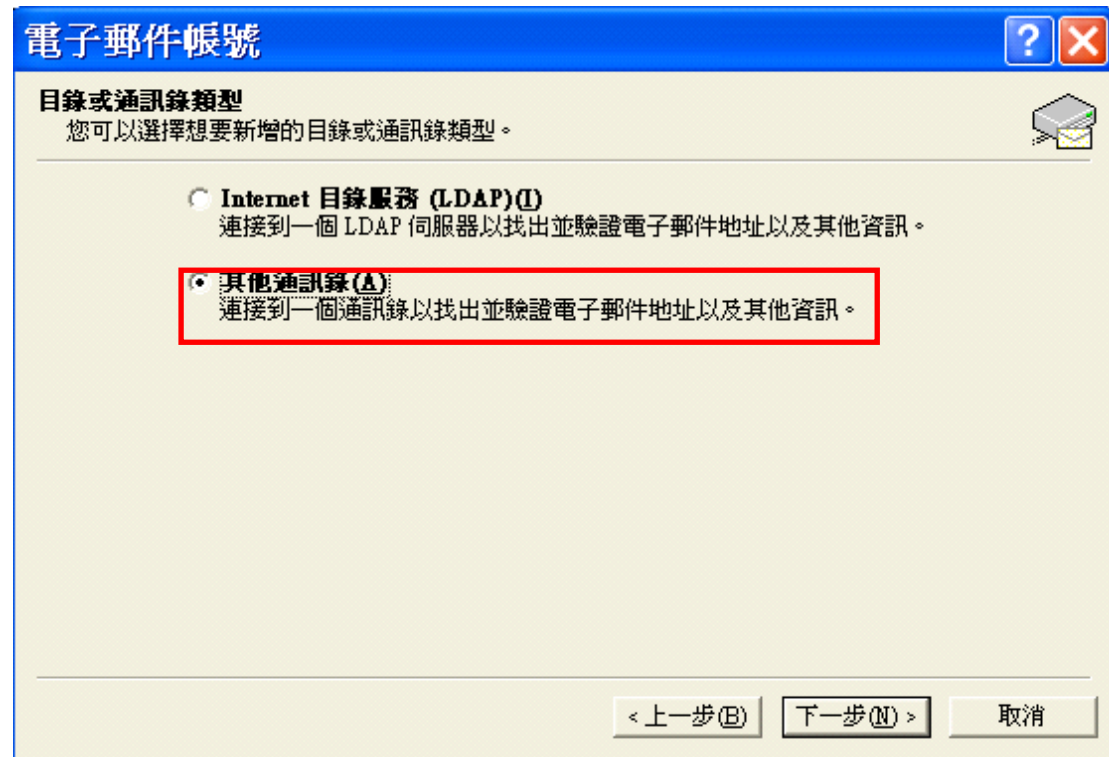 電子郵件帳號
目錄或通訊錄類型
您可以選擇想要新增的目錄或通訊錄類型。
Internet 目錄服務 (LDAP)(I)
連接到一個 LDAP 伺服器以找出並驗證電子郵件地址以及其他資訊。
其他通訊錄(A)
連接到一個通訊錄以找出並驗證電子郵件地址以及其他資訊。
<上一步(B) 下一步(N) > 取消